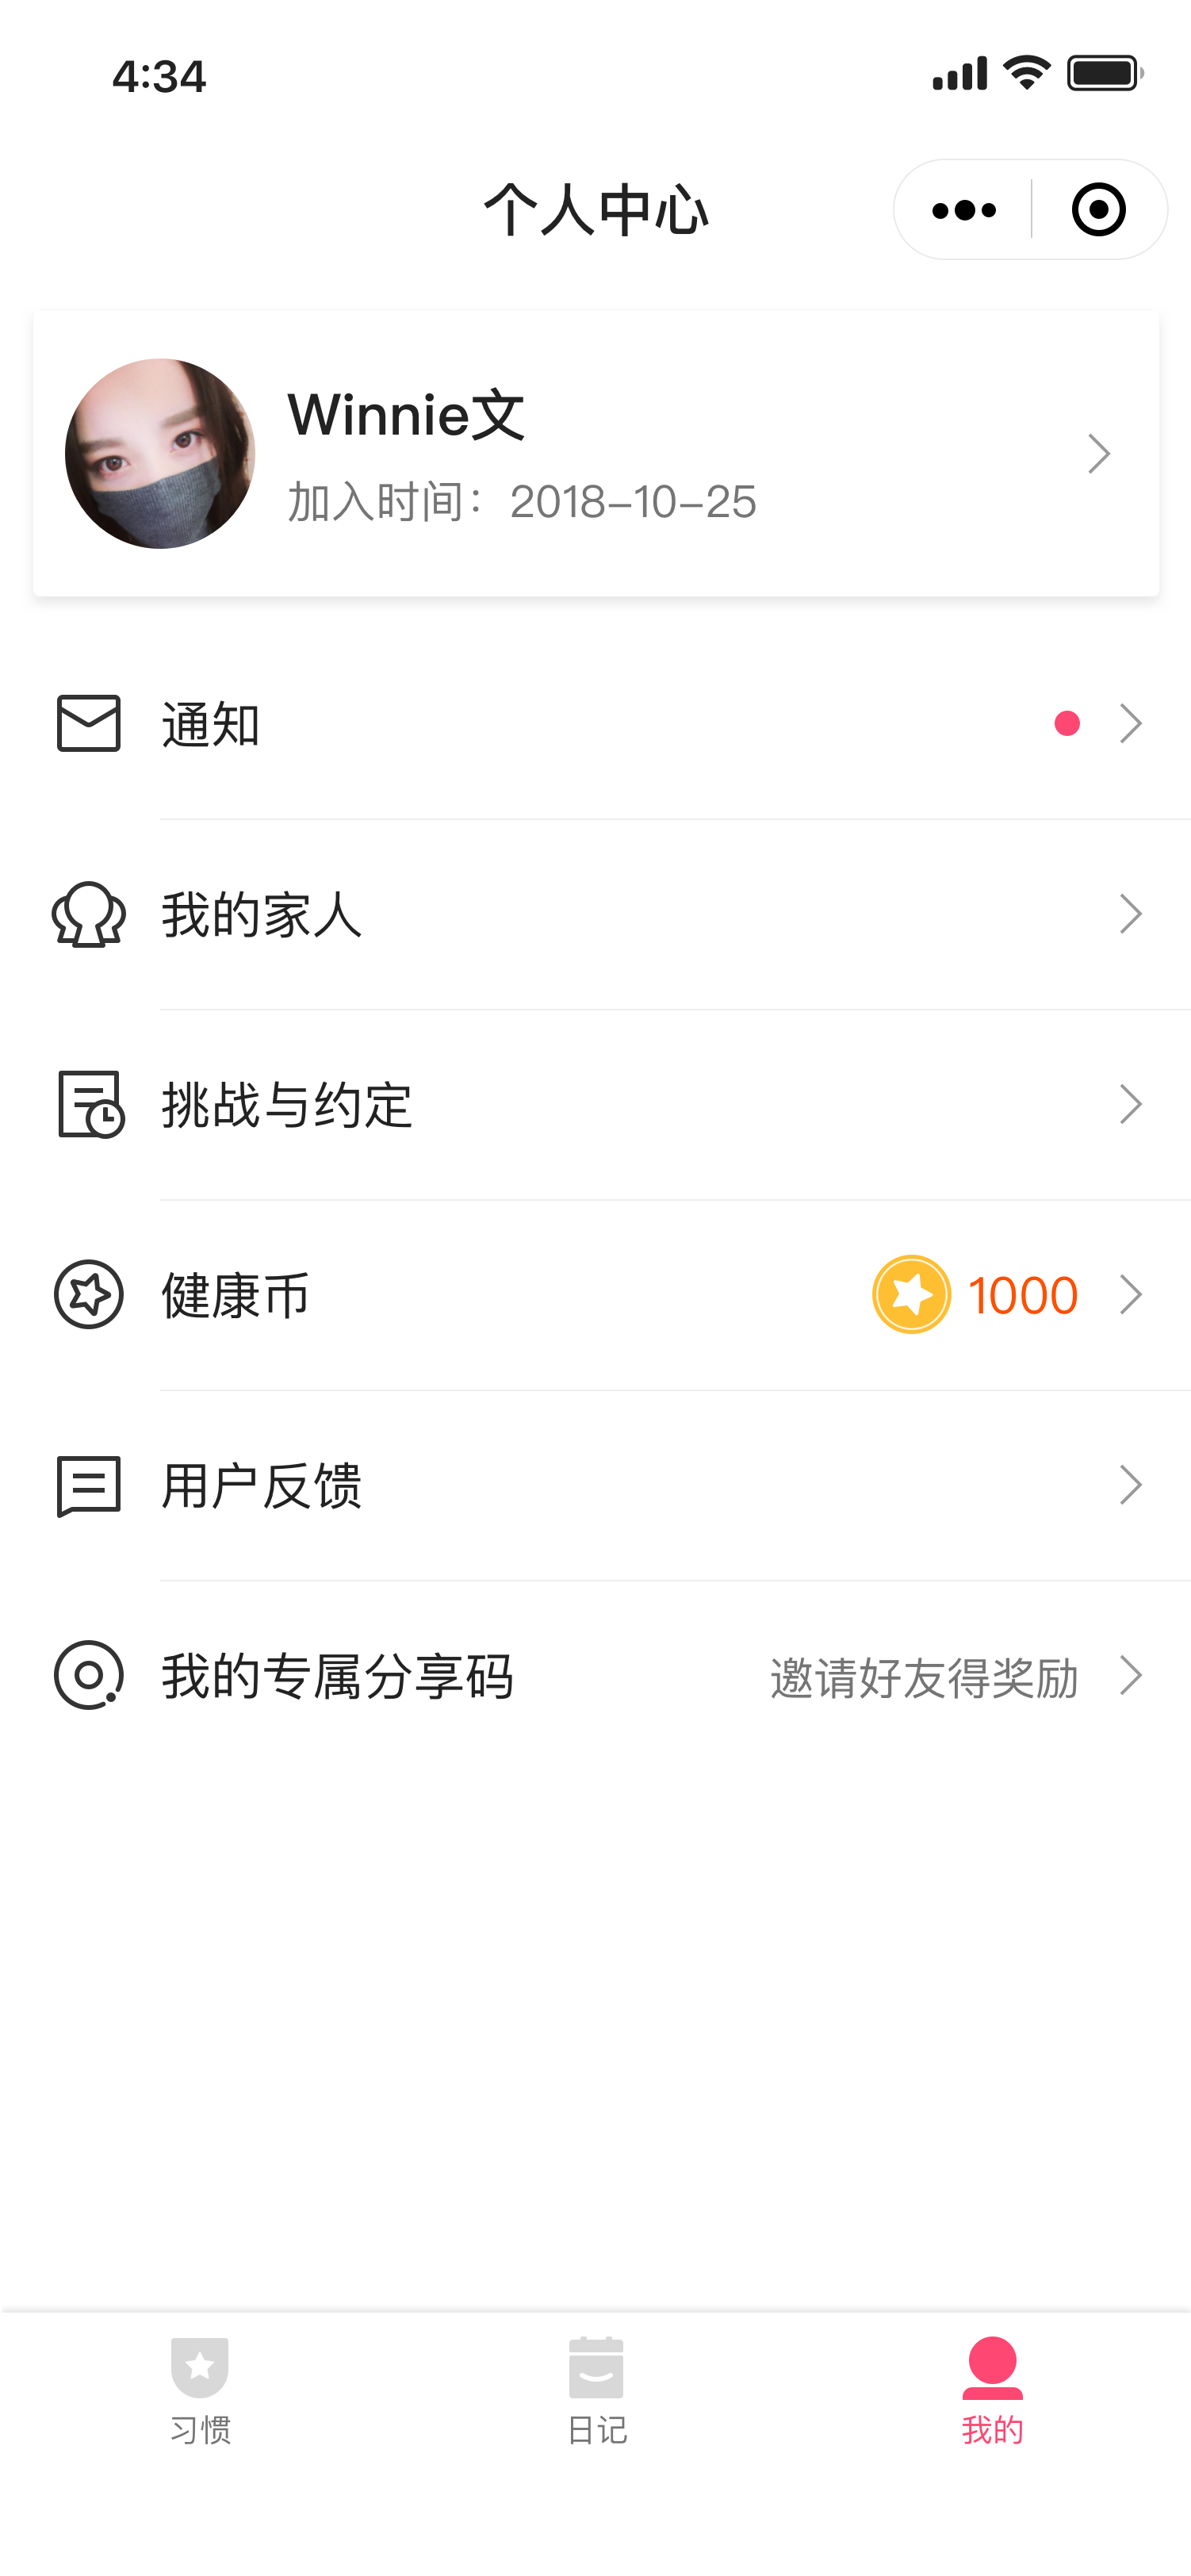 4:34
个人中心
Winnie文
加入时间：2018-10-25
通知
我的家人
挑战与约定
健康币 1000
用户反馈
我的专属分享码 邀请好友得奖励
习惯 日记 我的